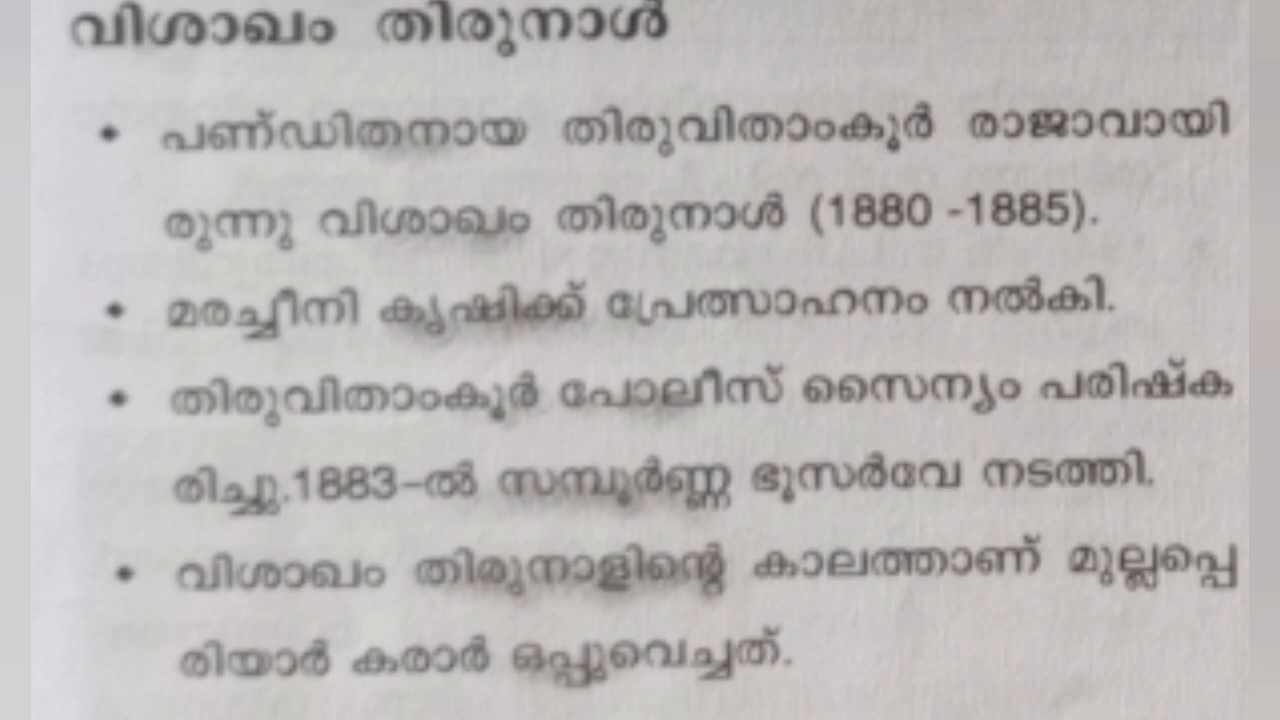 വിശാഖം തിരുനാൾ
• പണ്ഡിതനായ തിരുവിതാംകൂർ രാജാവായി
രുന്നു വിശാഖം തിരുനാൾ (1880 -1885).
• മരച്ചീനി കൃഷിക്ക് പ്രേത്സാഹനം നൽകി.
• തിരുവിതാംകൂർ പോലീസ് സൈന്യം പരിഷ്ക
രിച്ചു.1883-ൽ സമ്പൂർണ്ണ ഭൂസർവേ നടത്തി.
• വിശാഖം തിരുനാളിന്റെ കാലത്താണ് മുല്ലപ്പെ
രിയാർ കരാർ ഒപ്പുവെച്ചത്.